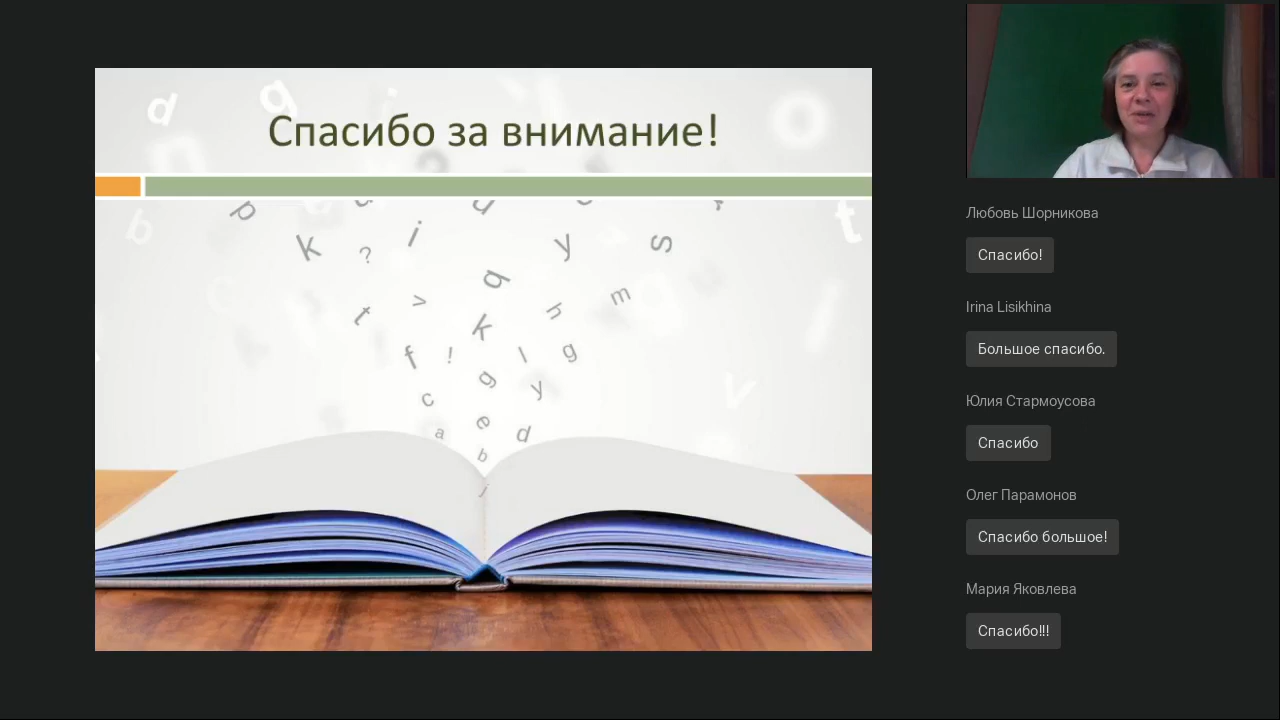 Спасибо за внимание!
Любовь Шорникова
Спасибо!
Irina Lisikhina
Большое спасибо.
Юлия Стармоусова
Спасибо
Олег Парамонов
Спасибо большое!
Мария Яковлева
Спасибо!!!